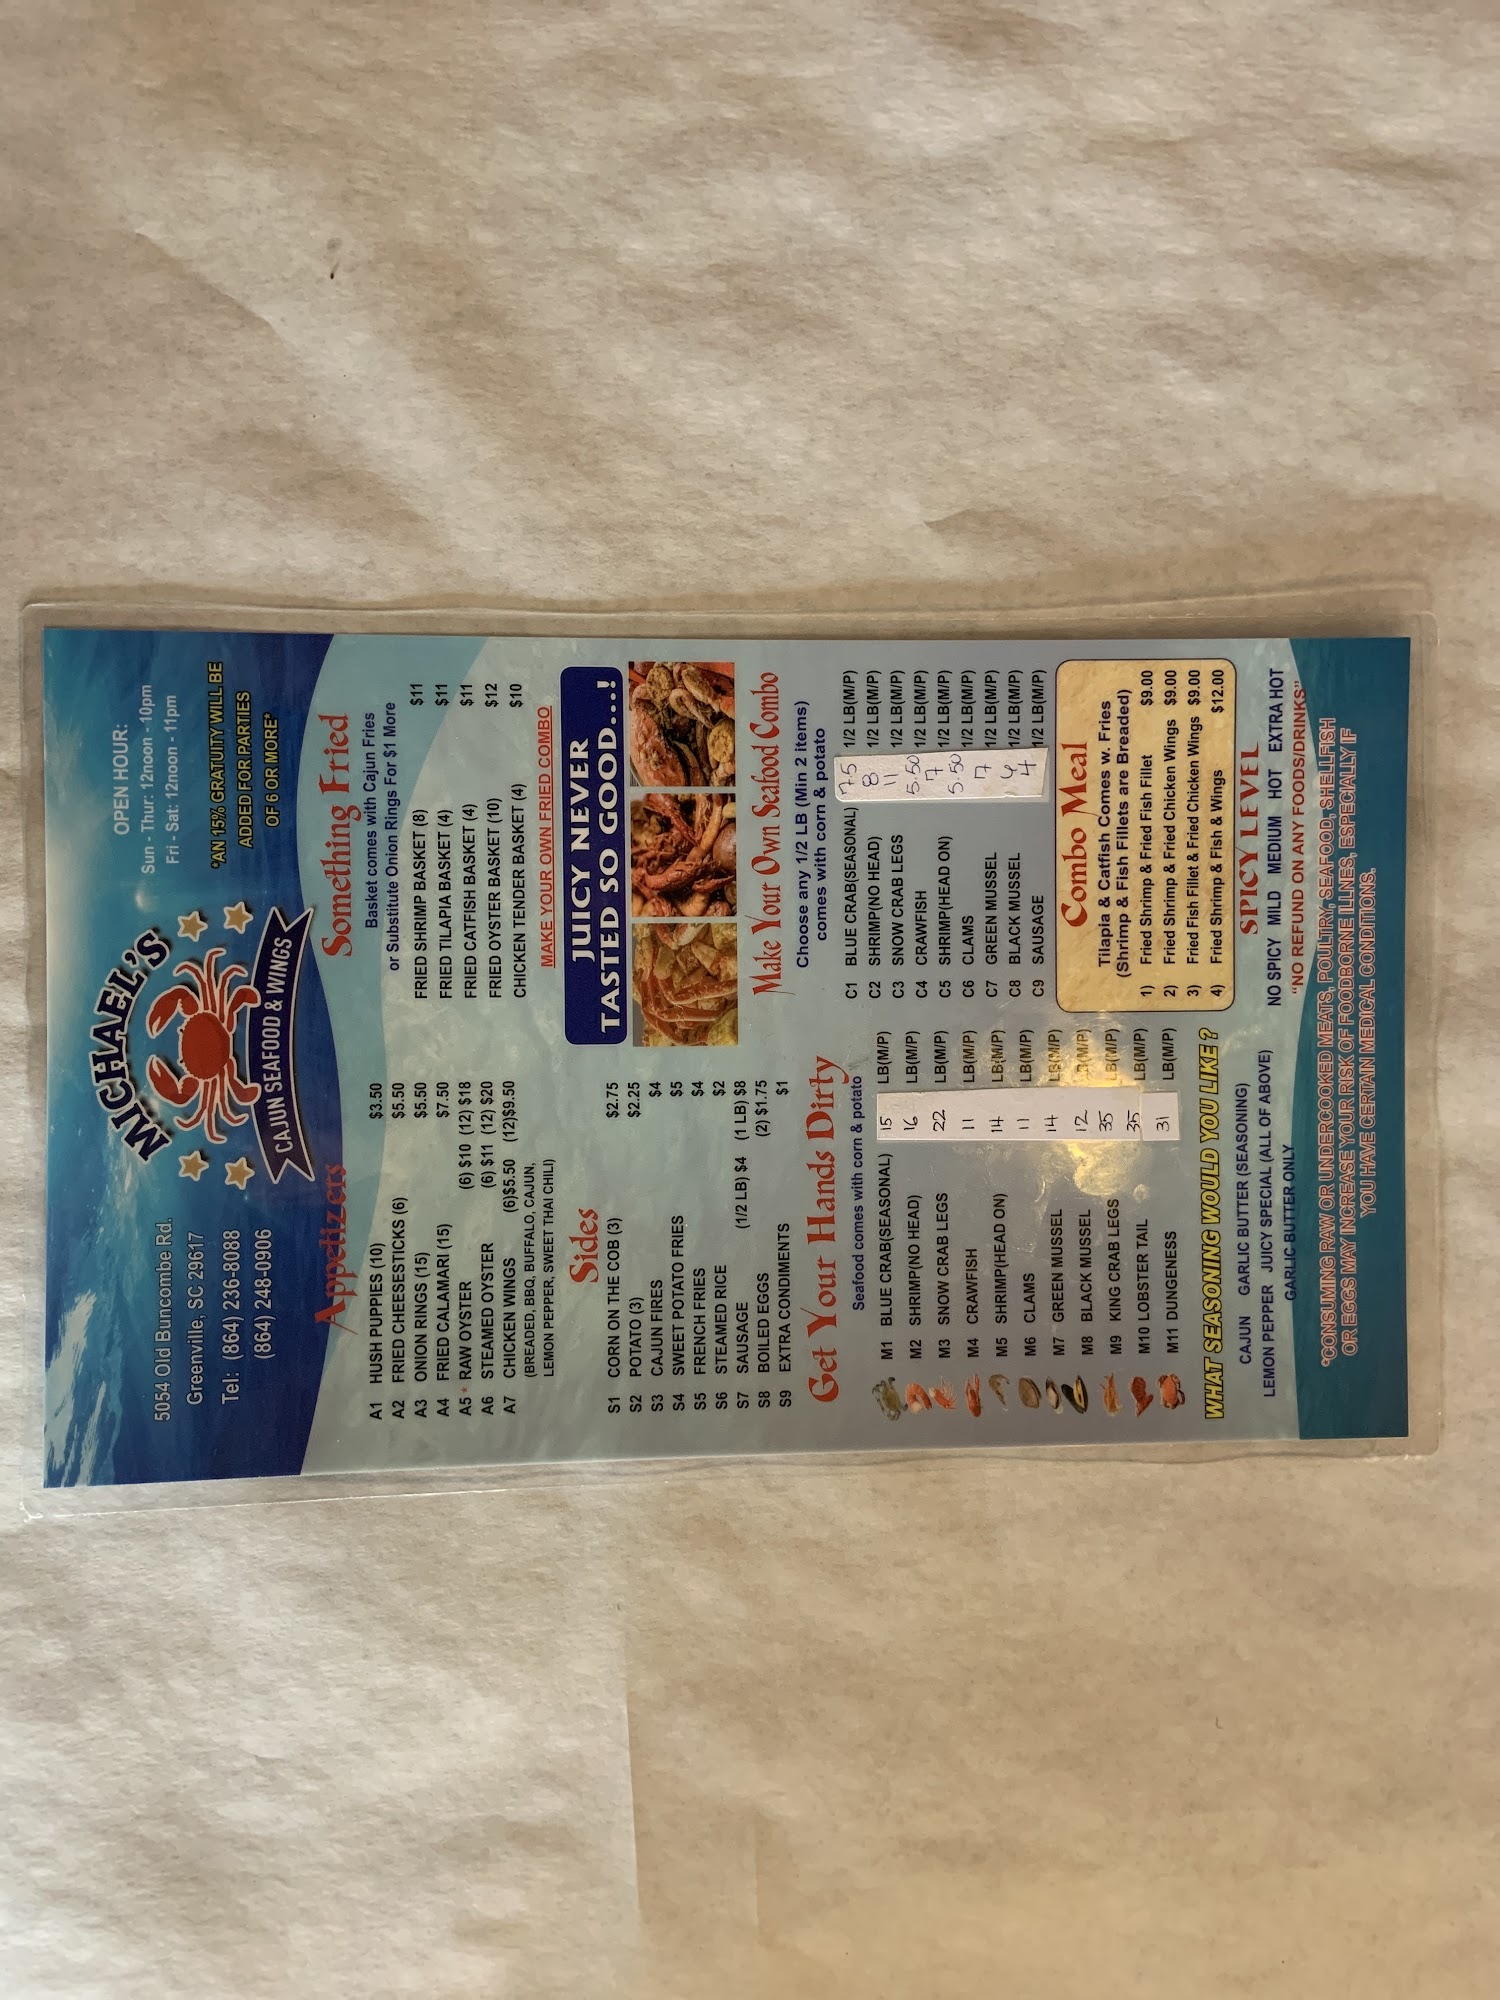 5054 Old Buncombe Rd.
Greenville, SC 29617
Tel: (864) 236-8088
(864) 248-0906
MICHAEL'S
CAJUN SEAFOOD & WINGS
OPEN HOUR:
Sun - Thur: 12noon -10pm
Fri - Sat: 12noon - 11pm
*AN 15% GRATUITY WILL BE
ADDED FOR PARTIES
OF 6 OR MORE*
Appetizers
A1 HUSH PUPPIES (10) $3.50
A2 FRIED CHEESESTICKS (6) $5.50
A3 ONION RINGS (15) $5.50
A4 FRIED CALAMARI (15) $7.50
A5 * RAW OYSTER (6) $10 (12) $18
A6 STEAMED OYSTER (6) $11 (12) $20
A7 CHICKEN WINGS (6)$5.50 (12)$9.50
(BREADED, BBQ, BUFFALO, CAJUN,
LEMON PEPPER, SWEET THAI CHILI)
Sides
S1 CORN ON THE COB (3) $2.75
S2 POTATO (3) $2.25
S3 CAJUN FIRES $4
S4 SWEET POTATO FRIES $5
S5 FRENCH FRIES $4
S6 STEAMED RICE $2
S7 SAUSAGE (1/2 LB) $4 (1 LB) $8
S8 BOILED EGGS (2) $1.75
S9 EXTRA CONDIMENTS $1
Get Your Hands Dirty
Seafood comes with corn & potato
M1 BLUE CRAB(SEASONAL) 15 LB(M/P)
M2 SHRIMP(NO HEAD) 16 LB(M/P)
M3 SNOW CRAB LEGS 22 LB(M/P)
M4 CRAWFISH 11 LB(M/P)
M5 SHRIMP(HEAD ON) 14 LB(M/P)
M6 CLAMS 11 LB(M/P)
M7 GREEN MUSSEL 14 LB(M/P)
M8 BLACK MUSSEL 12 LB(M/P)
M9 KING CRAB LEGS 35 LB(M/P)
M10 LOBSTER TAIL 35 LB(M/P)
M11 DUNGENESS 31 LB(M/P)
WHAT SEASONING WOULD YOU LIKE?
CAJUN GARLIC BUTTER (SEASONING)
LEMON PEPPER JUICY SPECIAL (ALL OF ABOVE)
GARLIC BUTTER ONLY
Something Fried
Basket comes with Cajun Fries
or Substitute Onion Rings For $1 More
FRIED SHRIMP BASKET (8) $11
FRIED TILAPIA BASKET (4) $11
FRIED CATFISH BASKET (4) $11
FRIED OYSTER BASKET (10) $12
CHICKEN TENDER BASKET (4) $10
MAKE YOUR OWN FRIED COMBO
JUICY NEVER
TASTED SO GOOD...!
Make Your Own Seafood Combo
Choose any 1/2 LB (Min 2 items)
comes with corn & potato
C1 BLUE CRAB(SEASONAL) 7.5 1/2 LB(M/P)
C2 SHRIMP(NO HEAD) 8 1/2 LB(M/P)
C3 SNOW CRAB LEGS 11 1/2 LB(M/P)
C4 CRAWFISH 5.50 1/2 LB(M/P)
C5 SHRIMP(HEAD ON) 7 1/2 LB(M/P)
C6 CLAMS 5.50 1/2 LB(M/P)
C7 GREEN MUSSEL 7 1/2 LB(M/P)
C8 BLACK MUSSEL 1/2 LB(M/P)
C9 SAUSAGE 4 1/2 LB(M/P)
Combo Meal
Tilapia & Catfish Comes w. Fries
(Shrimp & Fish Fillets are Breaded)
1) Fried Shrimp & Fried Fish Fillet $9.00
2) Fried Shrimp & Fried Chicken Wings $9.00
3) Fried Fish Fillet & Fried Chicken Wings $9.00
4) Fried Shrimp & Fish & Wings $12.00
SPICY LEVEL
NO SPICY MILD MEDIUM HOT EXTRA HOT
"NO REFUND ON ANY FOODS/DRINKS"
*CONSUMING RAW OR UNDERCOOKED MEATS, POULTRY, SEAFOOD, SHELLFISH
OR EGGS MAY INCREASE YOUR RISK OF FOODBORNE ILLNES, ESPECIALLY IF
YOU HAVE CERTAIN MEDICAL CONDITIONS.